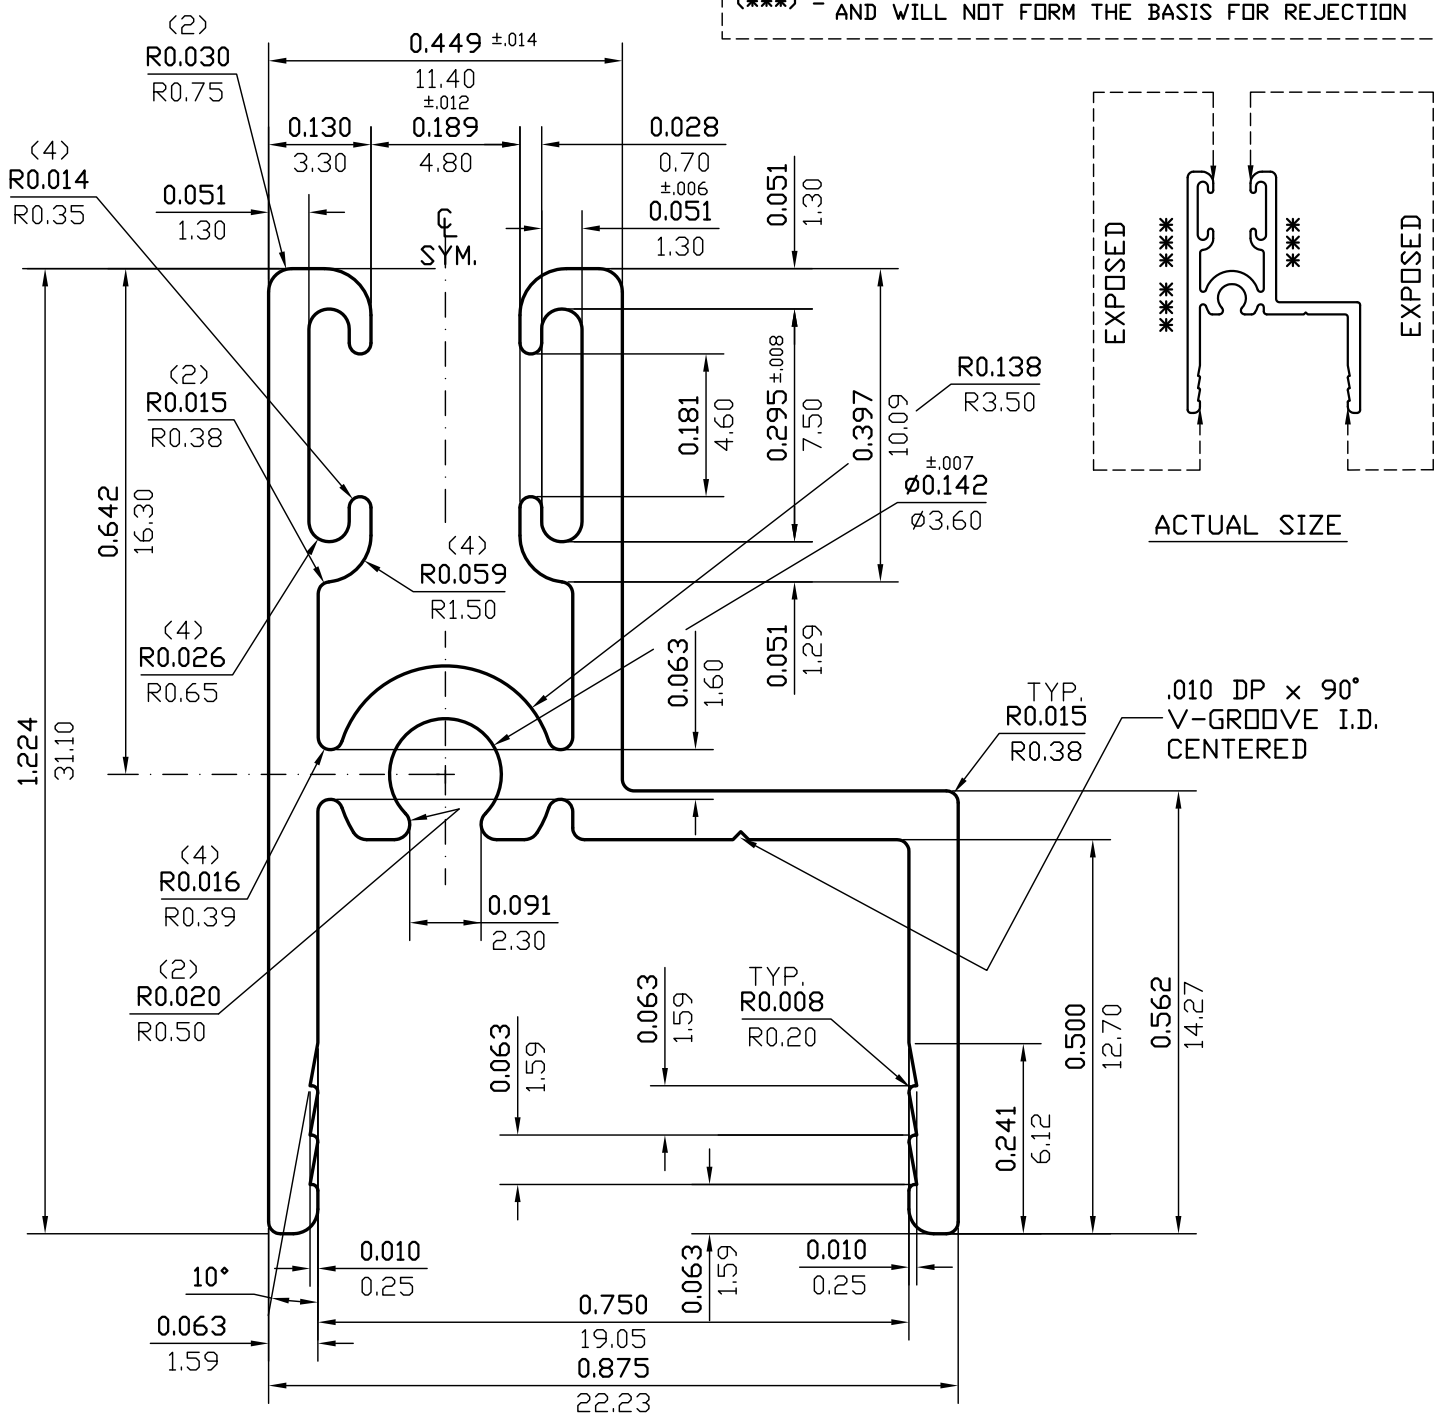 (***) - AND WILL NOT FORM THE BASIS FOR REJECTION
(2)
R0.030
R0.75
0.449 ±.014
11.40
±.012
0.130
3.30
0.189
4.80
0.028
0.70
±.006
0.051
1.30
0.051
1.30
(4)
R0.014
R0.35
0.051
1.30
CL
SYM.
EXPOSED
*** **
***
EXPOSED
ACTUAL SIZE
(2)
R0.015
R0.38
0.181
4.60
0.295 ±.008
7.50
0.397
10.09
R0.138
R3.50
±.007
ø0.142
ø3.60
0.642
16.30
(4)
R0.059
R1.50
(4)
R0.026
R0.65
0.063
1.60
0.051
1.29
1.224
31.10
TYP.
R0.015
R0.38
.010 DP x 90°
V-GROOVE I.D.
CENTERED
(4)
R0.016
R0.39
0.091
2.30
(2)
R0.020
R0.50
0.063
1.59
0.063
1.59
TYP.
R0.008
R0.20
0.500
12.70
0.562
14.27
0.241
6.12
10°
0.010
0.25
0.063
1.59
0.010
0.25
0.063
1.59
0.750
19.05
0.875
22.23